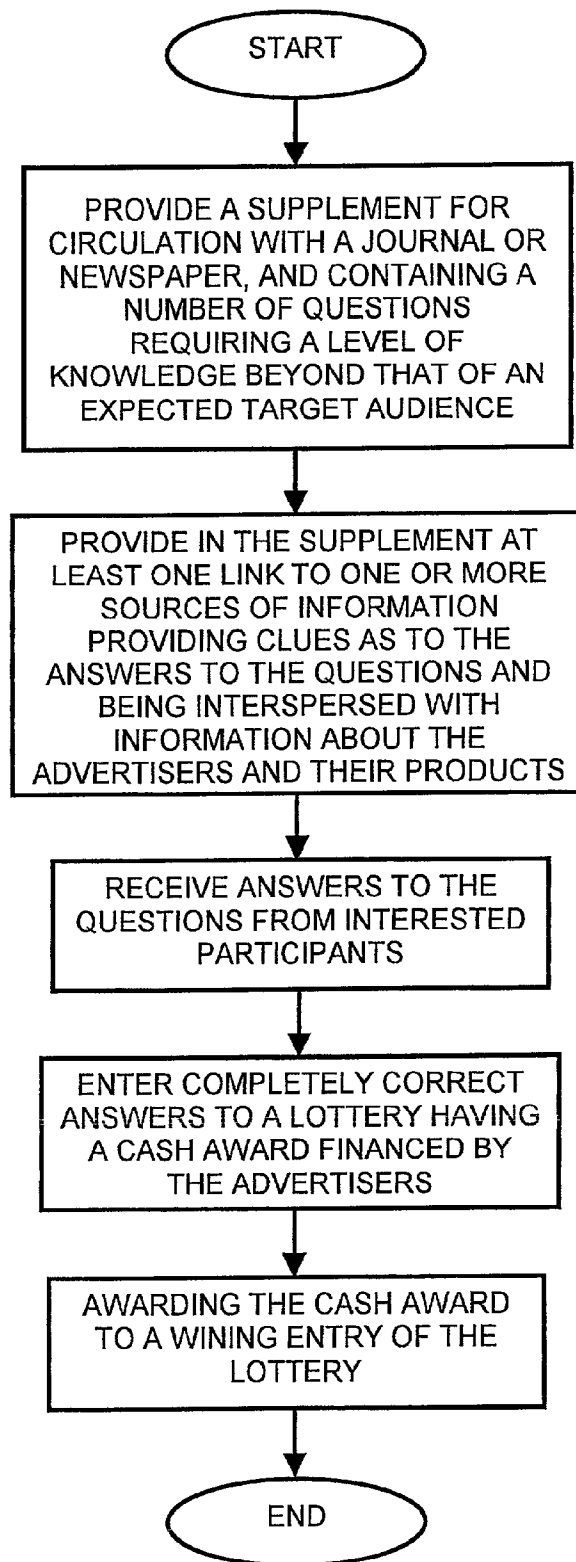 START
PROVIDE A SUPPLEMENT FOR
CIRCULATION WITH A JOURNAL OR
NEWSPAPER, AND CONTAINING A
NUMBER OF QUESTIONS
REQUIRING A LEVEL OF
KNOWLEDGE BEYOND THAT OF AN
EXPECTED TARGET AUDIENCE
PROVIDE IN THE SUPPLEMENT AT
LEAST ONE LINK TO ONE OR MORE
SOURCES OF INFORMATION
PROVIDING CLUES AS TO THE
ANSWERS TO THE QUESTIONS AND
BEING INTERSPERSED WITH
INFORMATION ABOUT THE
ADVERTISERS AND THEIR PRODUCTS
RECEIVE ANSWERS TO THE
QUESTIONS FROM INTERESTED
PARTICIPANTS
ENTER COMPLETELY CORRECT
ANSWERS TO A LOTTERY HAVING
A CASH AWARD FINANCED BY
THE ADVERTISERS
AWARDING THE CASH AWARD
TO A WINING ENTRY OF THE
LOTTERY
END